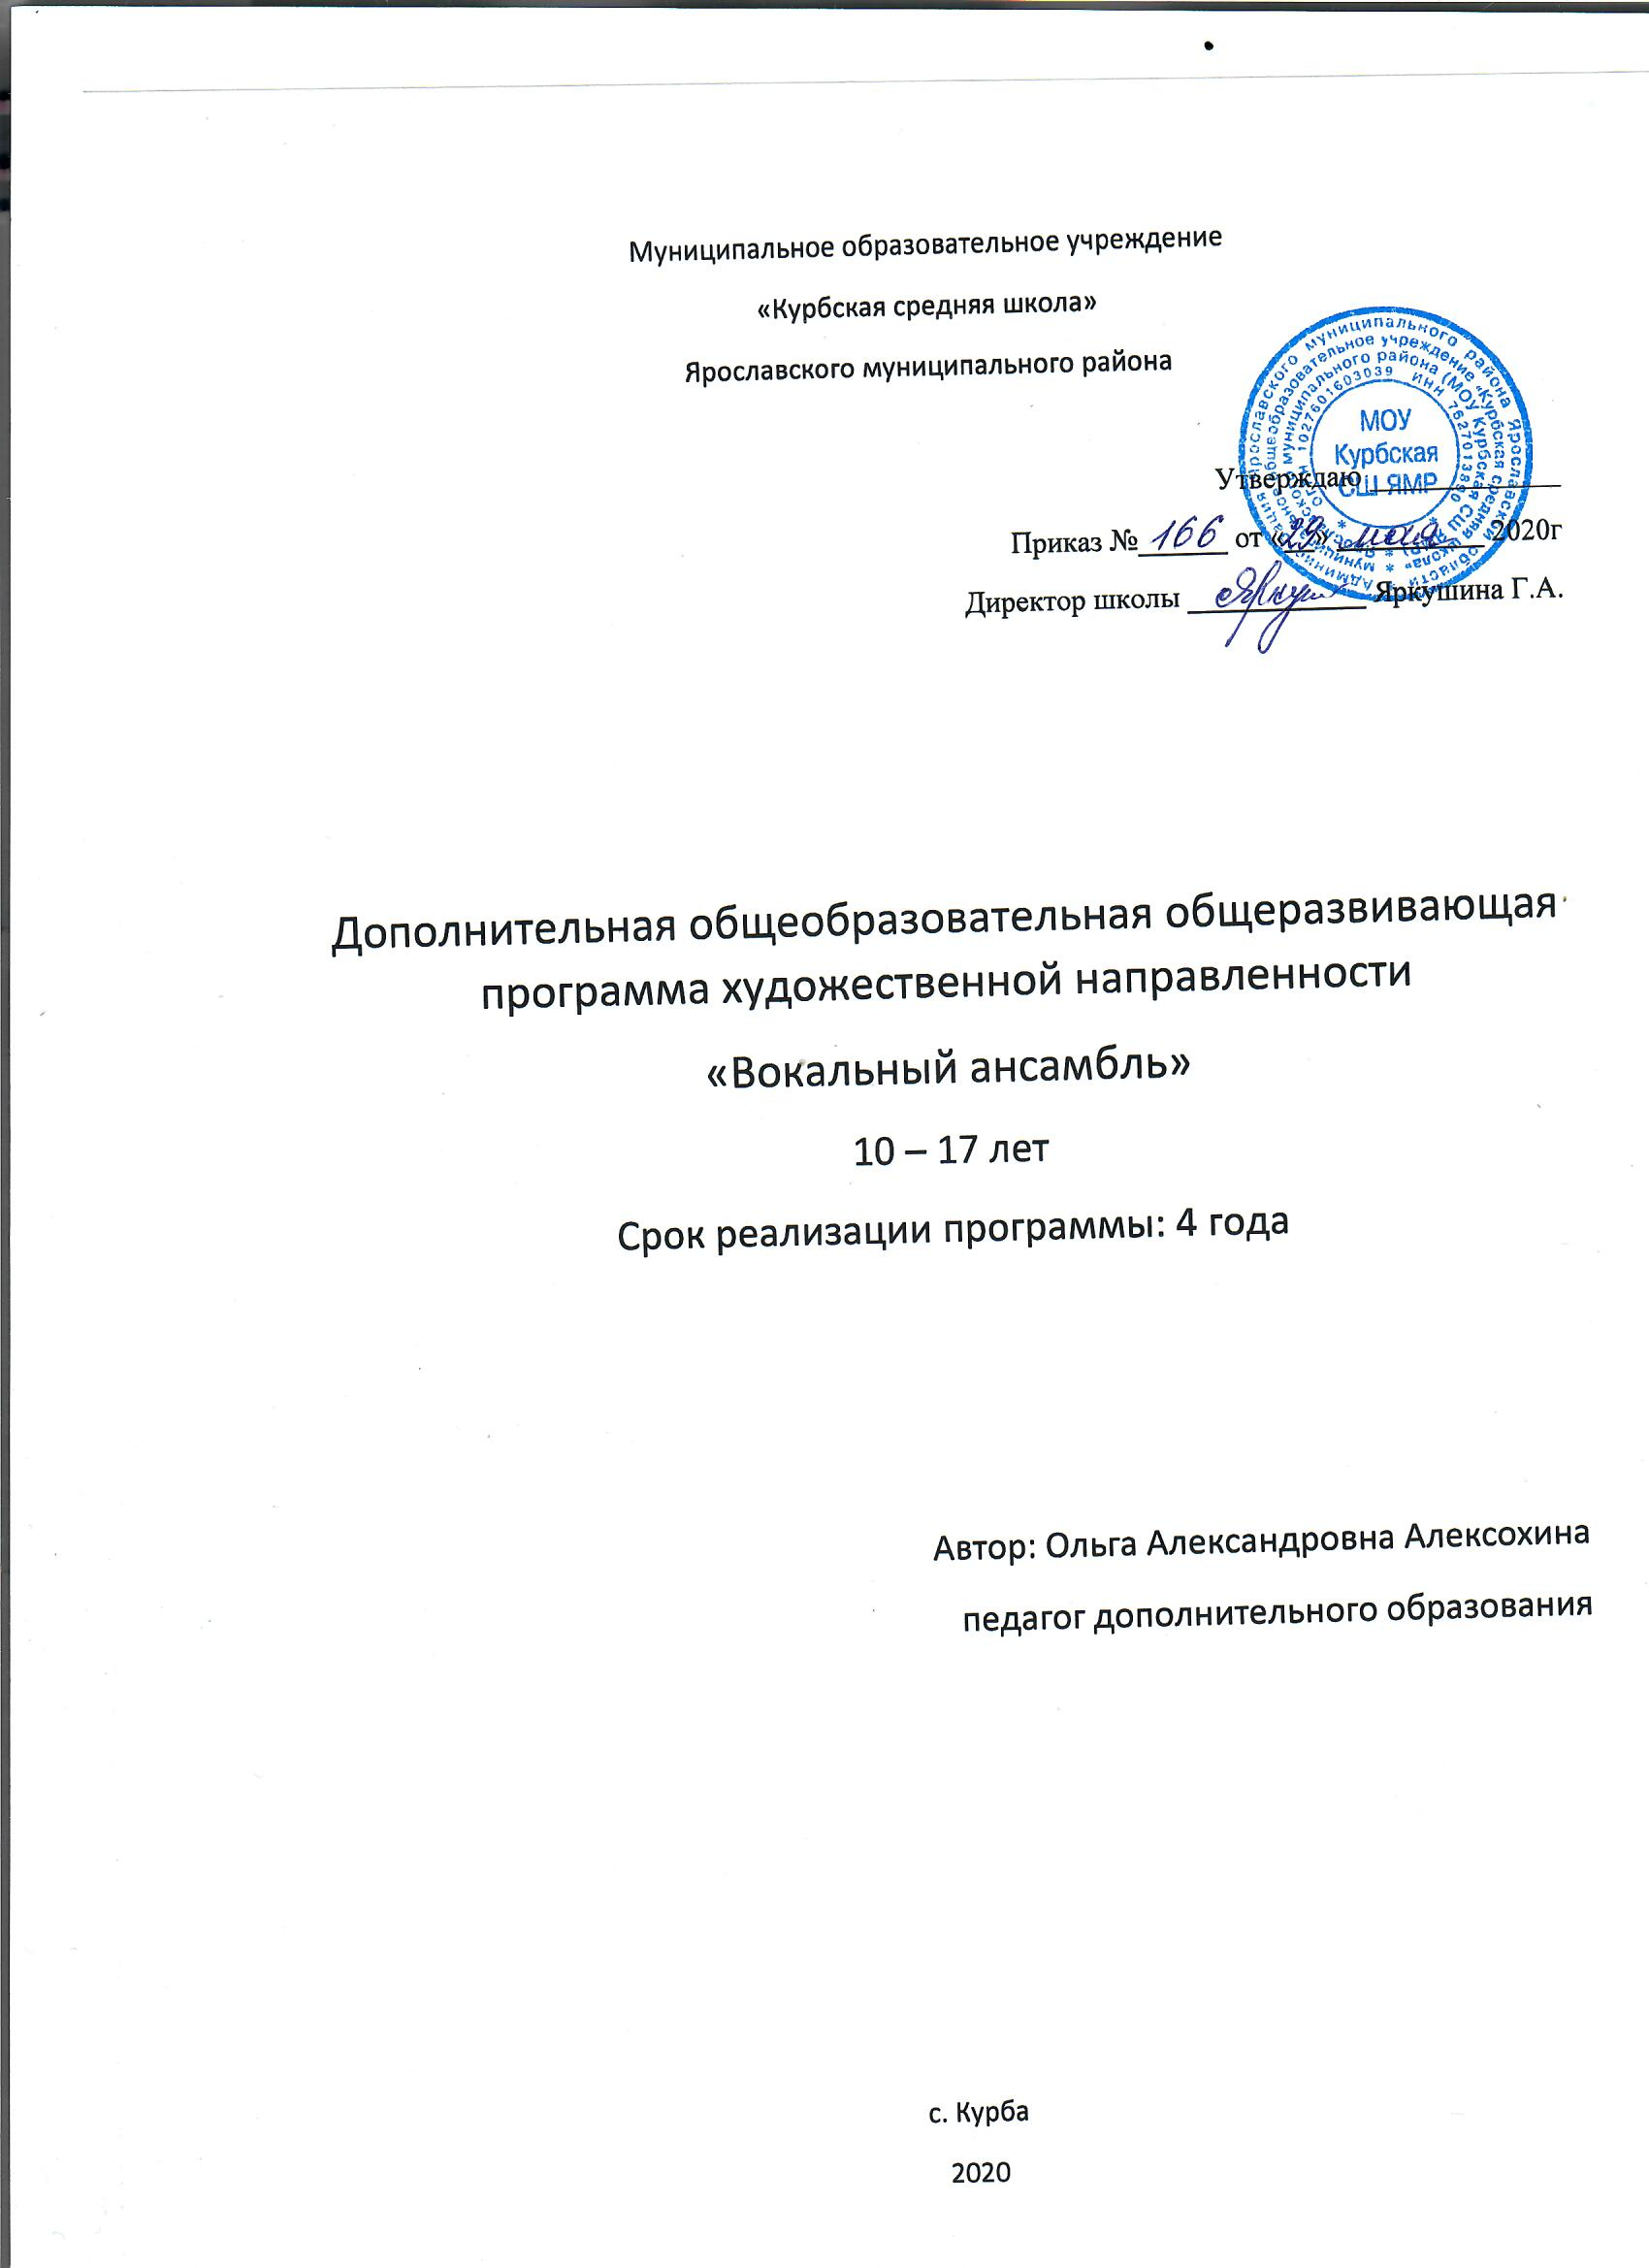 Муниципальное образовательное учреждение
«Курбская средняя школа»
Ярославского муниципального района
МОУ
Курбская
СШ ЯМР
Утверждаю
Приказ № 166 от «29» мая 2020г
Директор школы Яркушина Г.А.
Дополнительная общеобразовательная общеразвивающая
программа художественной направленности
«Вокальный ансамбль»
10 – 17 лет
Срок реализации программы: 4 года
Автор: Ольга Александровна Алексохина
педагог дополнительного образования
с. Курба
2020